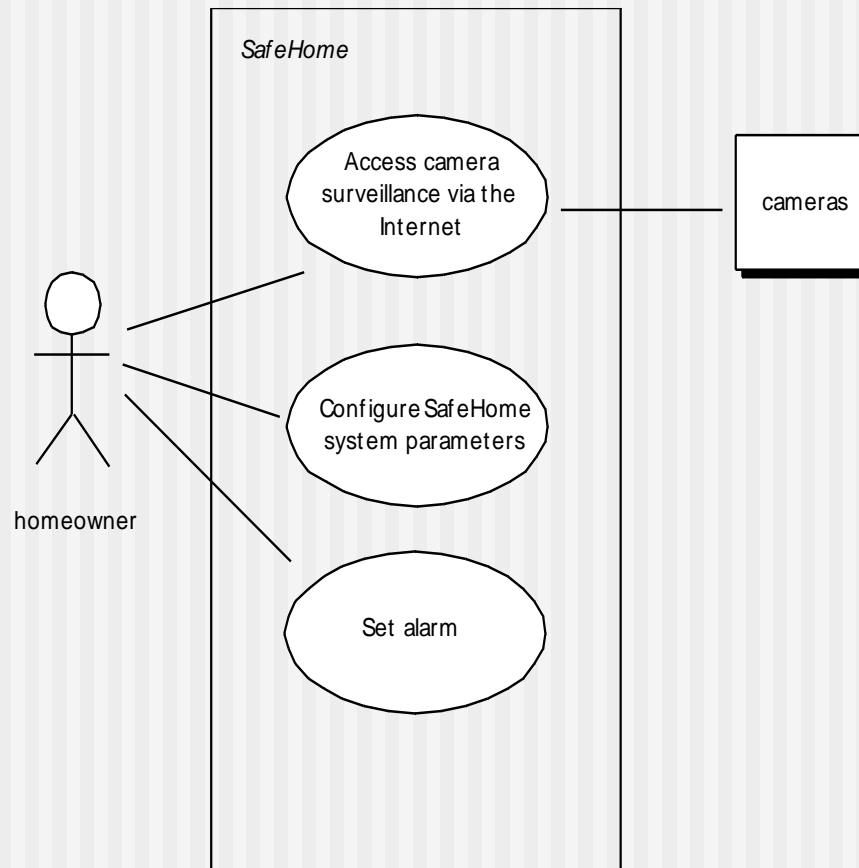 SafeHome
Access camera
surveillance via the
Internet
cameras
Configure SafeHome
system parameters
homeowner
Set alarm